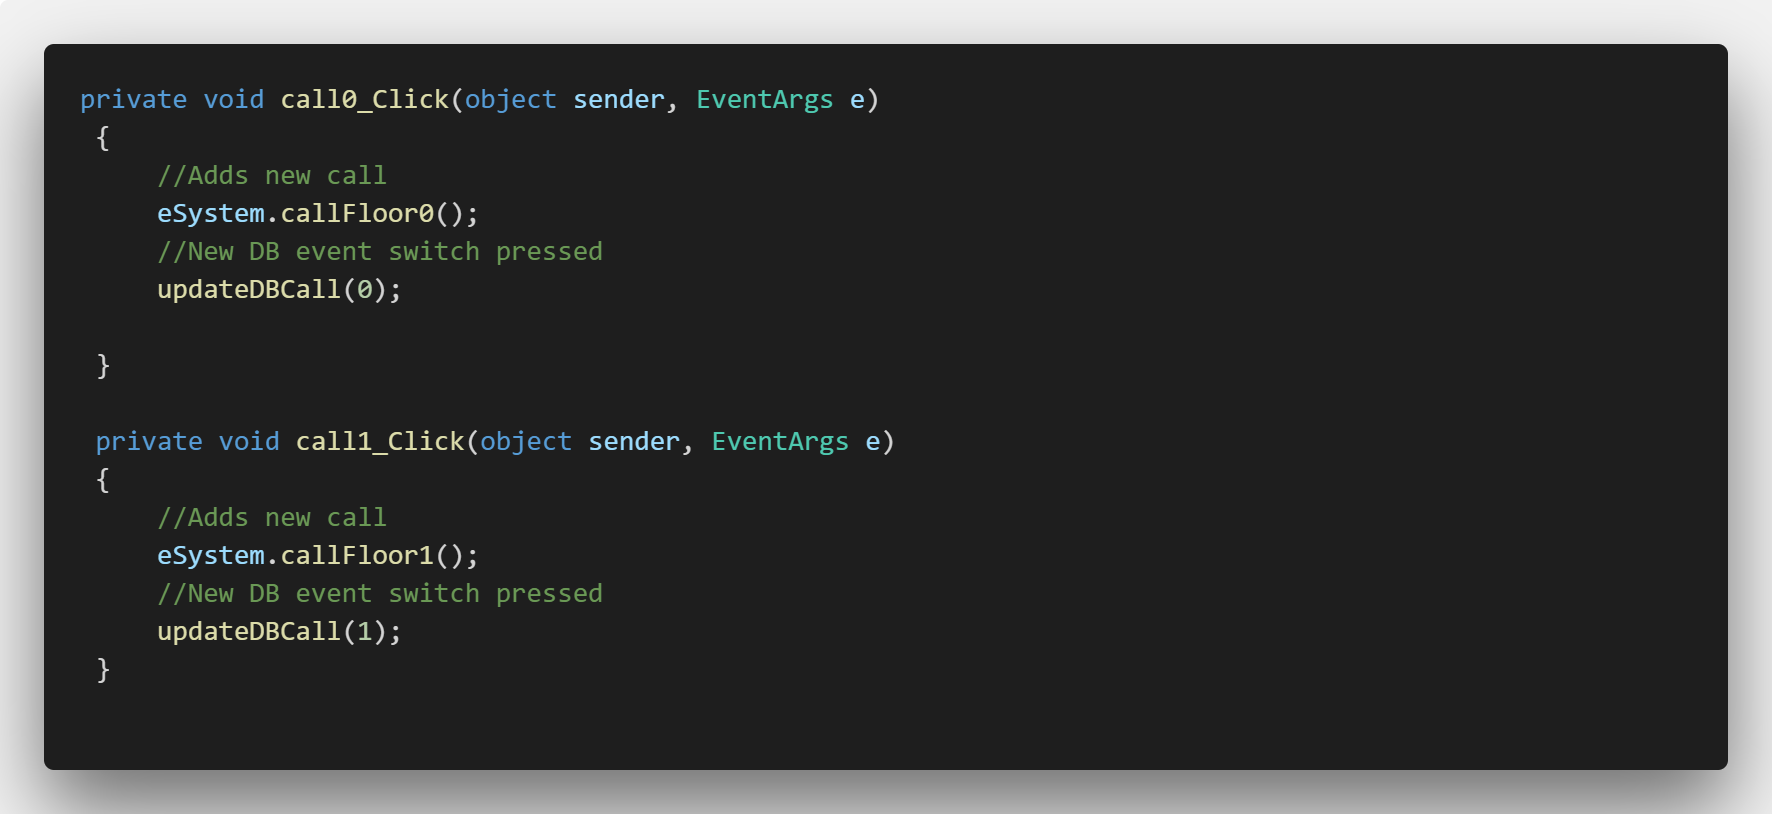 private void call0_Click(object sender, EventArgs e)
{
//Adds new call
eSystem.callFloor0();
//New DB event switch pressed
updateDBCall(0);
}
private void call1_Click(object sender, EventArgs e)
{
//Adds new call
eSystem.callFloor1();
//New DB event switch pressed
updateDBCall(1);
}